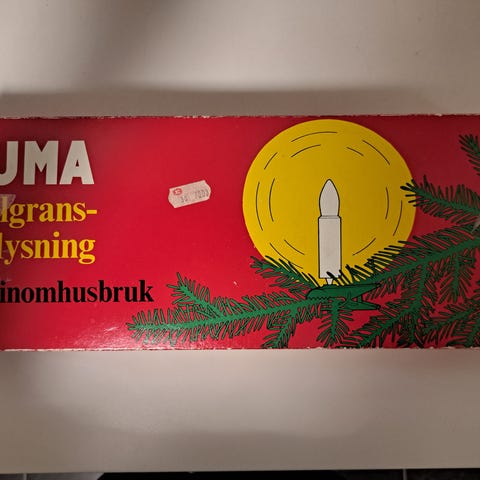 UMA
lgrans-
lysning
inomhusbruk